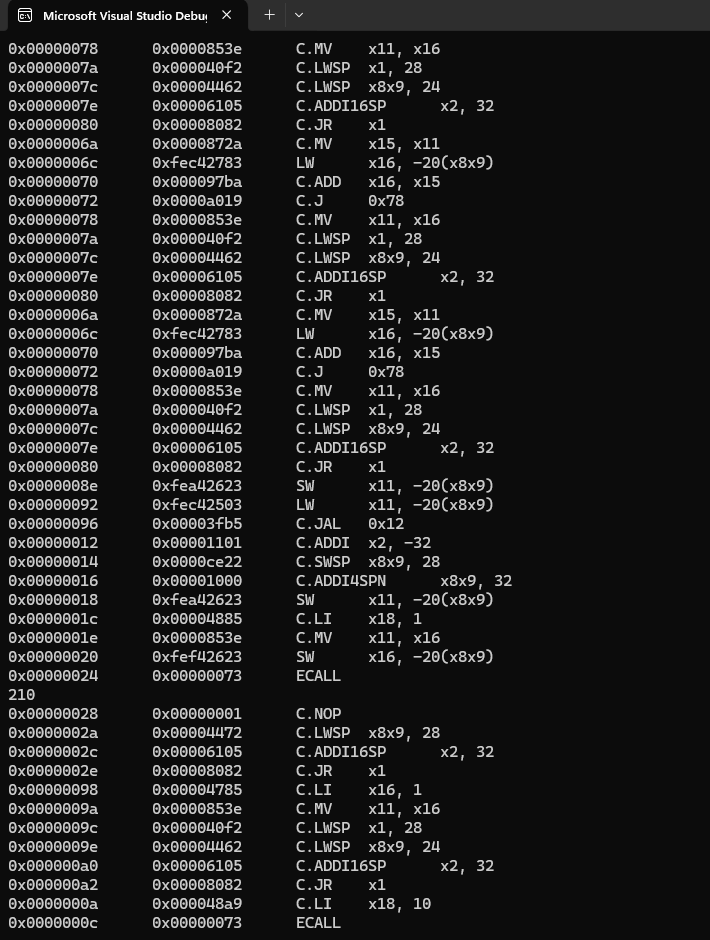 Microsoft Visual Studio Debu
0x00000078 0x0000853e C.MV x11, x16
0x0000007a 0x000040f2 C.LWSP x1, 28
0x0000007c 0x00004462 C.LWSP x8x9, 24
0x0000007e 0x00006105 C.ADDI16SP x2, 32
0x00000080 0x00008082 C.JR x1
0x0000006a 0x0000872a C.MV x15, x11
0x0000006c 0xfec42783 LW x16, -20(x8x9)
0x00000070 0x000097ba C.ADD x16, x15
0x00000072 0x0000a019 C.J 0x78
0x00000078 0x0000853e C.MV x11, x16
0x0000007a 0x000040f2 C.LWSP x1, 28
0x0000007c 0x00004462 C.LWSP x8x9, 24
0x0000007e 0x00006105 C.ADDI16SP x2, 32
0x00000080 0x00008082 C.JR x1
0x0000006a 0x0000872a C.MV x15, x11
0x0000006c 0xfec42783 LW x16, -20(x8x9)
0x00000070 0x000097ba C.ADD x16, x15
0x00000072 0x0000a019 C.J 0x78
0x00000078 0x0000853e C.MV x11, x16
0x0000007a 0x000040f2 C.LWSP x1, 28
0x0000007c 0x00004462 C.LWSP x8x9, 24
0x0000007e 0x00006105 C.ADDI16SP x2, 32
0x00000080 0x00008082 C.JR x1
0x0000008e 0xfea42623 SW x11, -20(x8x9)
0x00000092 0xfec42503 LW x11, -20(x8x9)
0x00000096 0x00003fb5 C.JAL 0x12
0x00000012 0x00001101 C.ADDI x2, -32
0x00000014 0x0000ce22 C.SWSP x8x9, 28
0x00000016 0x00001000 C.ADDI4SPN x8x9, 32
0x00000018 0xfea42623 SW x11, -20(x8x9)
0x0000001c 0x00004885 C.LI x18, 1
0x0000001e 0x0000853e C.MV x11, x16
0x00000020 0xfef42623 SW x16, -20(x8x9)
0x00000024 0x00000073 ECALL
210
0x00000028 0x00000001 C.NOP
0x0000002a 0x00004472 C.LWSP x8x9, 28
0x0000002c 0x00006105 C.ADDI16SP x2, 32
0x0000002e 0x00008082 C.JR x1
0x00000098 0x00004785 C.LI x16, 1
0x0000009a 0x0000853e C.MV x11, x16
0x0000009c 0x000040f2 C.LWSP x1, 28
0x0000009e 0x00004462 C.LWSP x8x9, 24
0x000000a0 0x00006105 C.ADDI16SP x2, 32
0x000000a2 0x00008082 C.JR x1
0x0000000a 0x000048a9 C.LI x18, 10
0x0000000c 0x00000073 ECALL